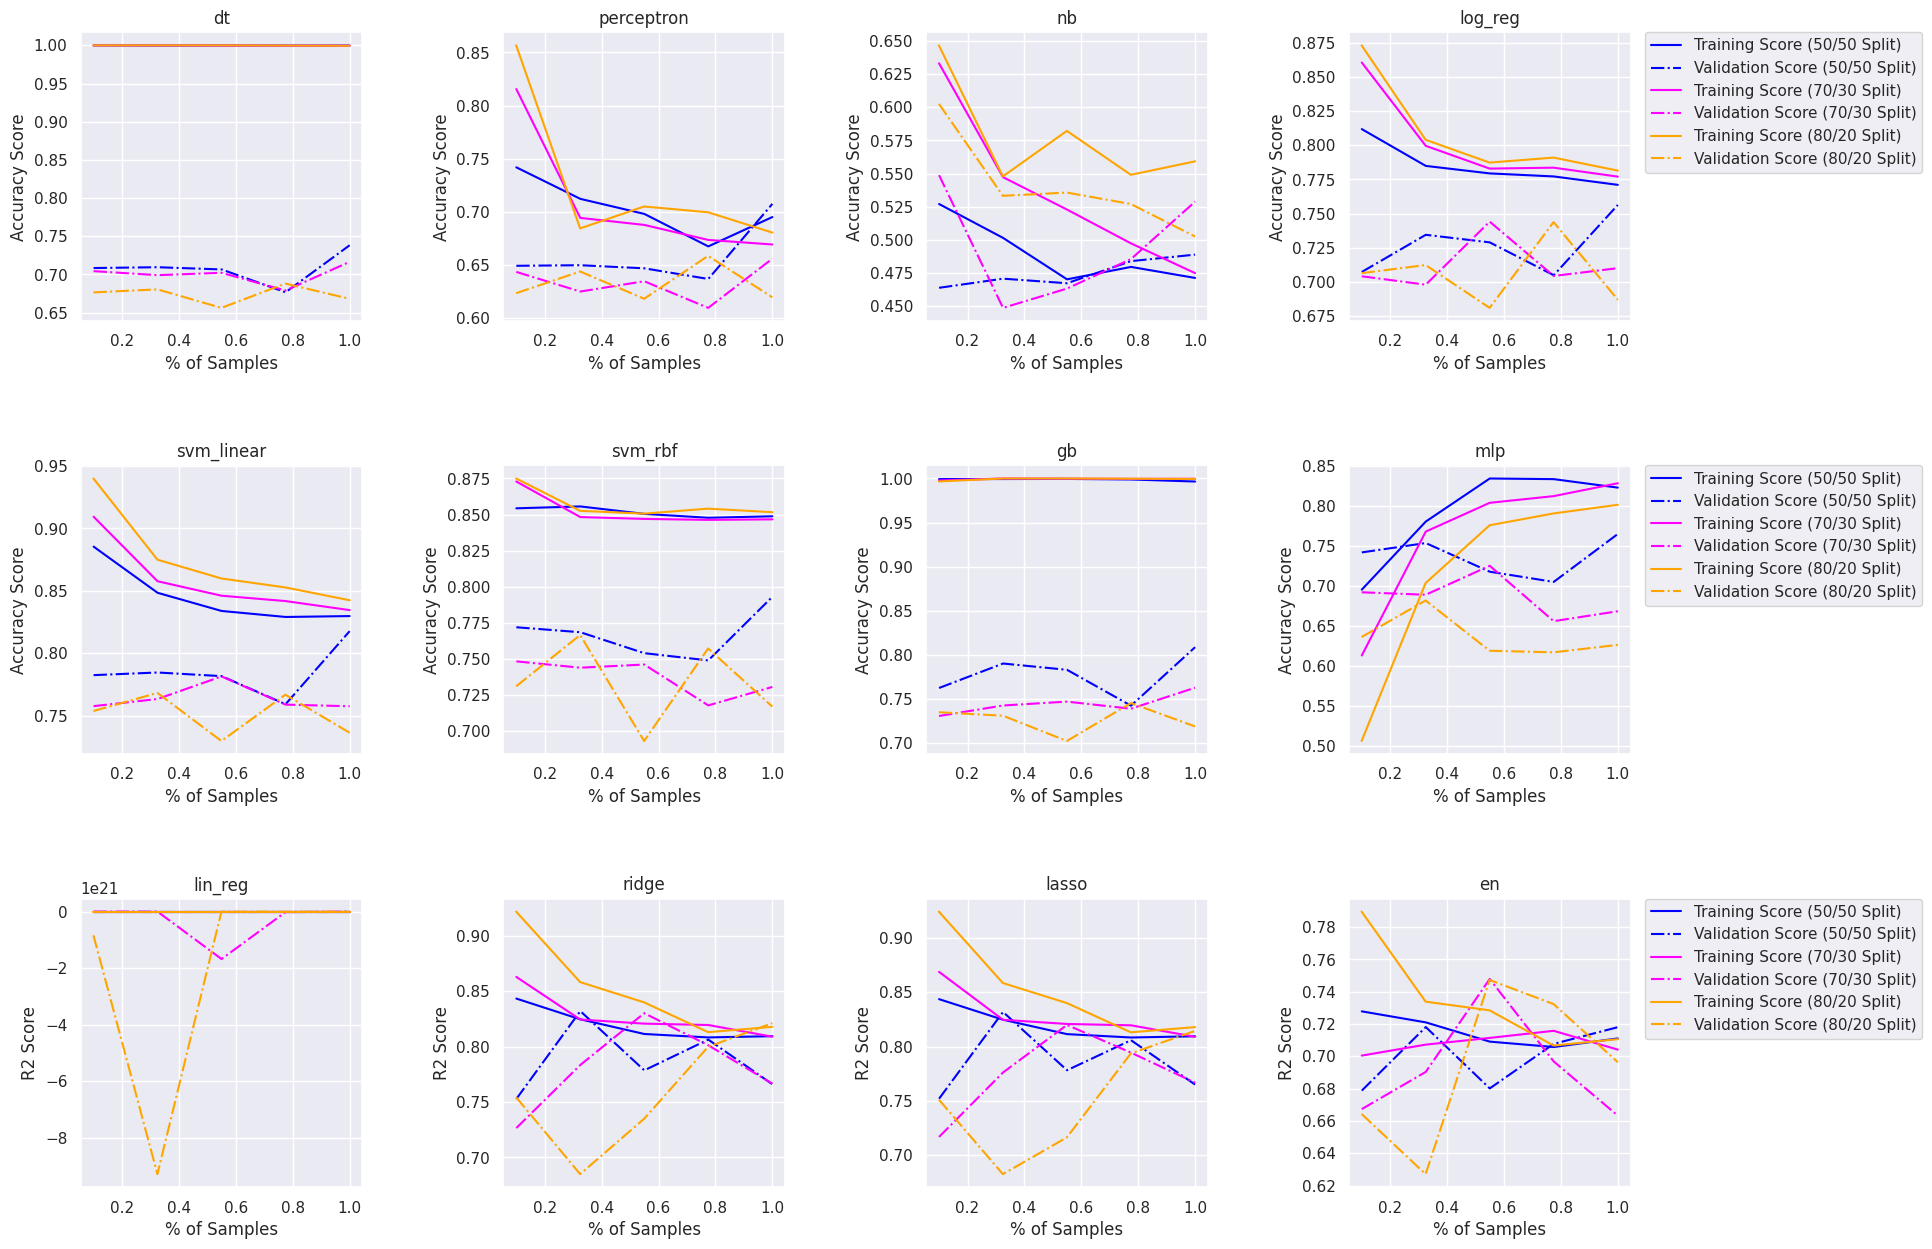 dt
perceptron
nb
log_reg
Accuracy Score
1.00
0.95
0.90
0.85
0.80
0.75
0.70
0.65
0.2 0.4 0.6 0.8 1.0
% of Samples
Accuracy Score
0.85
0.80
0.75
0.70
0.65
0.60
0.2 0.4 0.6 0.8 1.0
% of Samples
Accuracy Score
0.650
0.625
0.600
0.575
0.550
0.525
0.500
0.475
0.450
0.2 0.4 0.6 0.8 1.0
% of Samples
Accuracy Score
0.875
0.850
0.825
0.800
0.775
0.750
0.725
0.700
0.675
0.2 0.4 0.6 0.8 1.0
% of Samples
Training Score (50/50 Split)
Validation Score (50/50 Split)
Training Score (70/30 Split)
Validation Score (70/30 Split)
Training Score (80/20 Split)
Validation Score (80/20 Split)
svm_linear
svm_rbf
gb
mlp
Accuracy Score
0.95
0.90
0.85
0.80
0.75
0.2 0.4 0.6 0.8 1.0
% of Samples
Accuracy Score
0.875
0.850
0.825
0.800
0.775
0.750
0.725
0.700
0.2 0.4 0.6 0.8 1.0
% of Samples
Accuracy Score
1.00
0.95
0.90
0.85
0.80
0.75
0.70
0.2 0.4 0.6 0.8 1.0
% of Samples
Accuracy Score
0.85
0.80
0.75
0.70
0.65
0.60
0.55
0.50
0.2 0.4 0.6 0.8 1.0
% of Samples
Training Score (50/50 Split)
Validation Score (50/50 Split)
Training Score (70/30 Split)
Validation Score (70/30 Split)
Training Score (80/20 Split)
Validation Score (80/20 Split)
lin_reg
ridge
lasso
en
1e21
R2 Score
0
−2
−4
−6
−8
0.2 0.4 0.6 0.8 1.0
% of Samples
R2 Score
0.90
0.85
0.80
0.75
0.70
0.2 0.4 0.6 0.8 1.0
% of Samples
R2 Score
0.90
0.85
0.80
0.75
0.70
0.2 0.4 0.6 0.8 1.0
% of Samples
R2 Score
0.78
0.76
0.74
0.72
0.70
0.68
0.66
0.64
0.62
0.2 0.4 0.6 0.8 1.0
% of Samples
Training Score (50/50 Split)
Validation Score (50/50 Split)
Training Score (70/30 Split)
Validation Score (70/30 Split)
Training Score (80/20 Split)
Validation Score (80/20 Split)